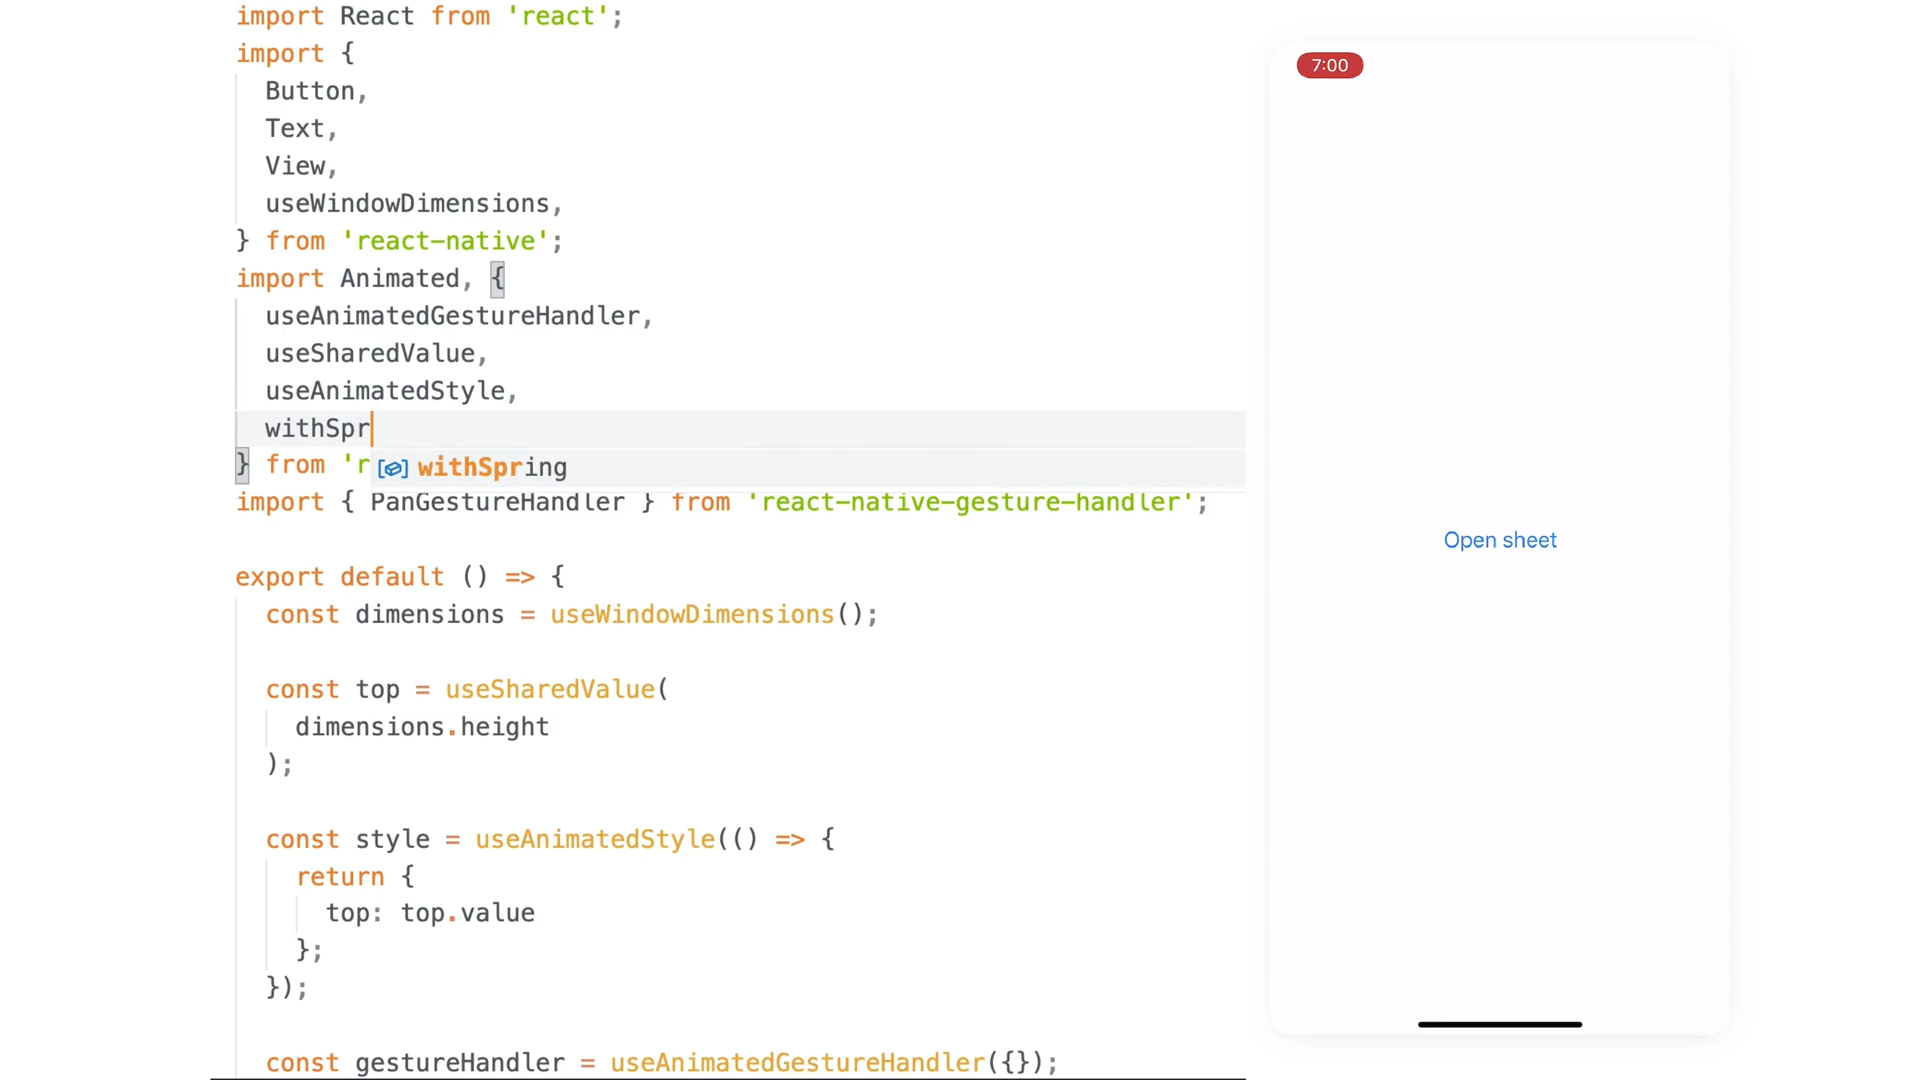 import React from 'react';
import {
Button,
Text,
View,
useWindowDimensions,
} from 'react-native';
import Animated, {
useAnimatedGestureHandler,
useSharedValue,
useAnimatedStyle,
withSpr
} from 'r
withSpring
import { PanGestureHandler } from 'react-native-gesture-handler';
export default () => {
const dimensions = useWindowDimensions();
const top = useSharedValue(
dimensions.height
);
const style = useAnimatedStyle(() => {
return {
top: top.value
};
});
const gestureHandler = useAnimatedGestureHandler({});
7:00
Open sheet